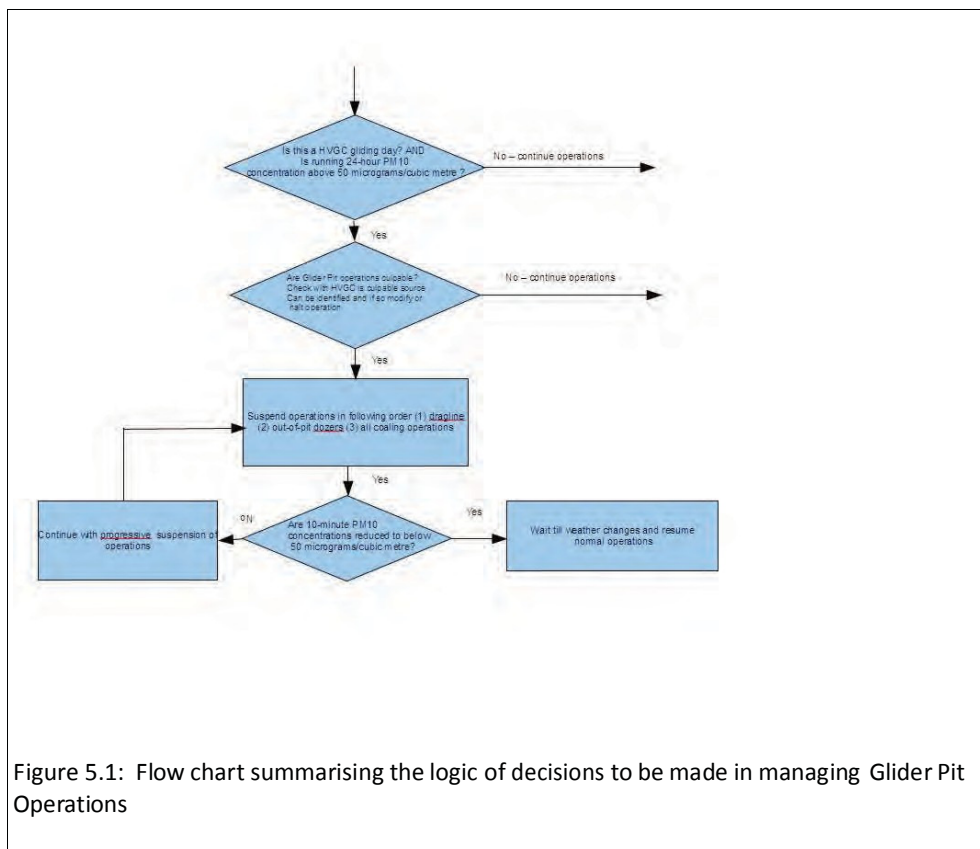 Is this a HVGC gliding day? AND
Is running 24-hour PM10
concentration above 50 micrograms/cubic metre ?
No – continue operations
Yes
Are Glider Pit operations culpable?
Check with HVGC is culpable source
Can be identified and if so modify or
halt operation
No – continue operations
Yes
Suspend operations in following order (1) dragline
(2) out-of-pit dozers (3) all coaling operations
Yes
Are 10-minute PM10
concentrations reduced to below
50 micrograms/cubic metre?
No
Continue with progressive suspension of
operations
Yes
Wait till weather changes and resume
normal operations
Figure 5.1: Flow chart summarising the logic of decisions to be made in managing Glider Pit
Operations